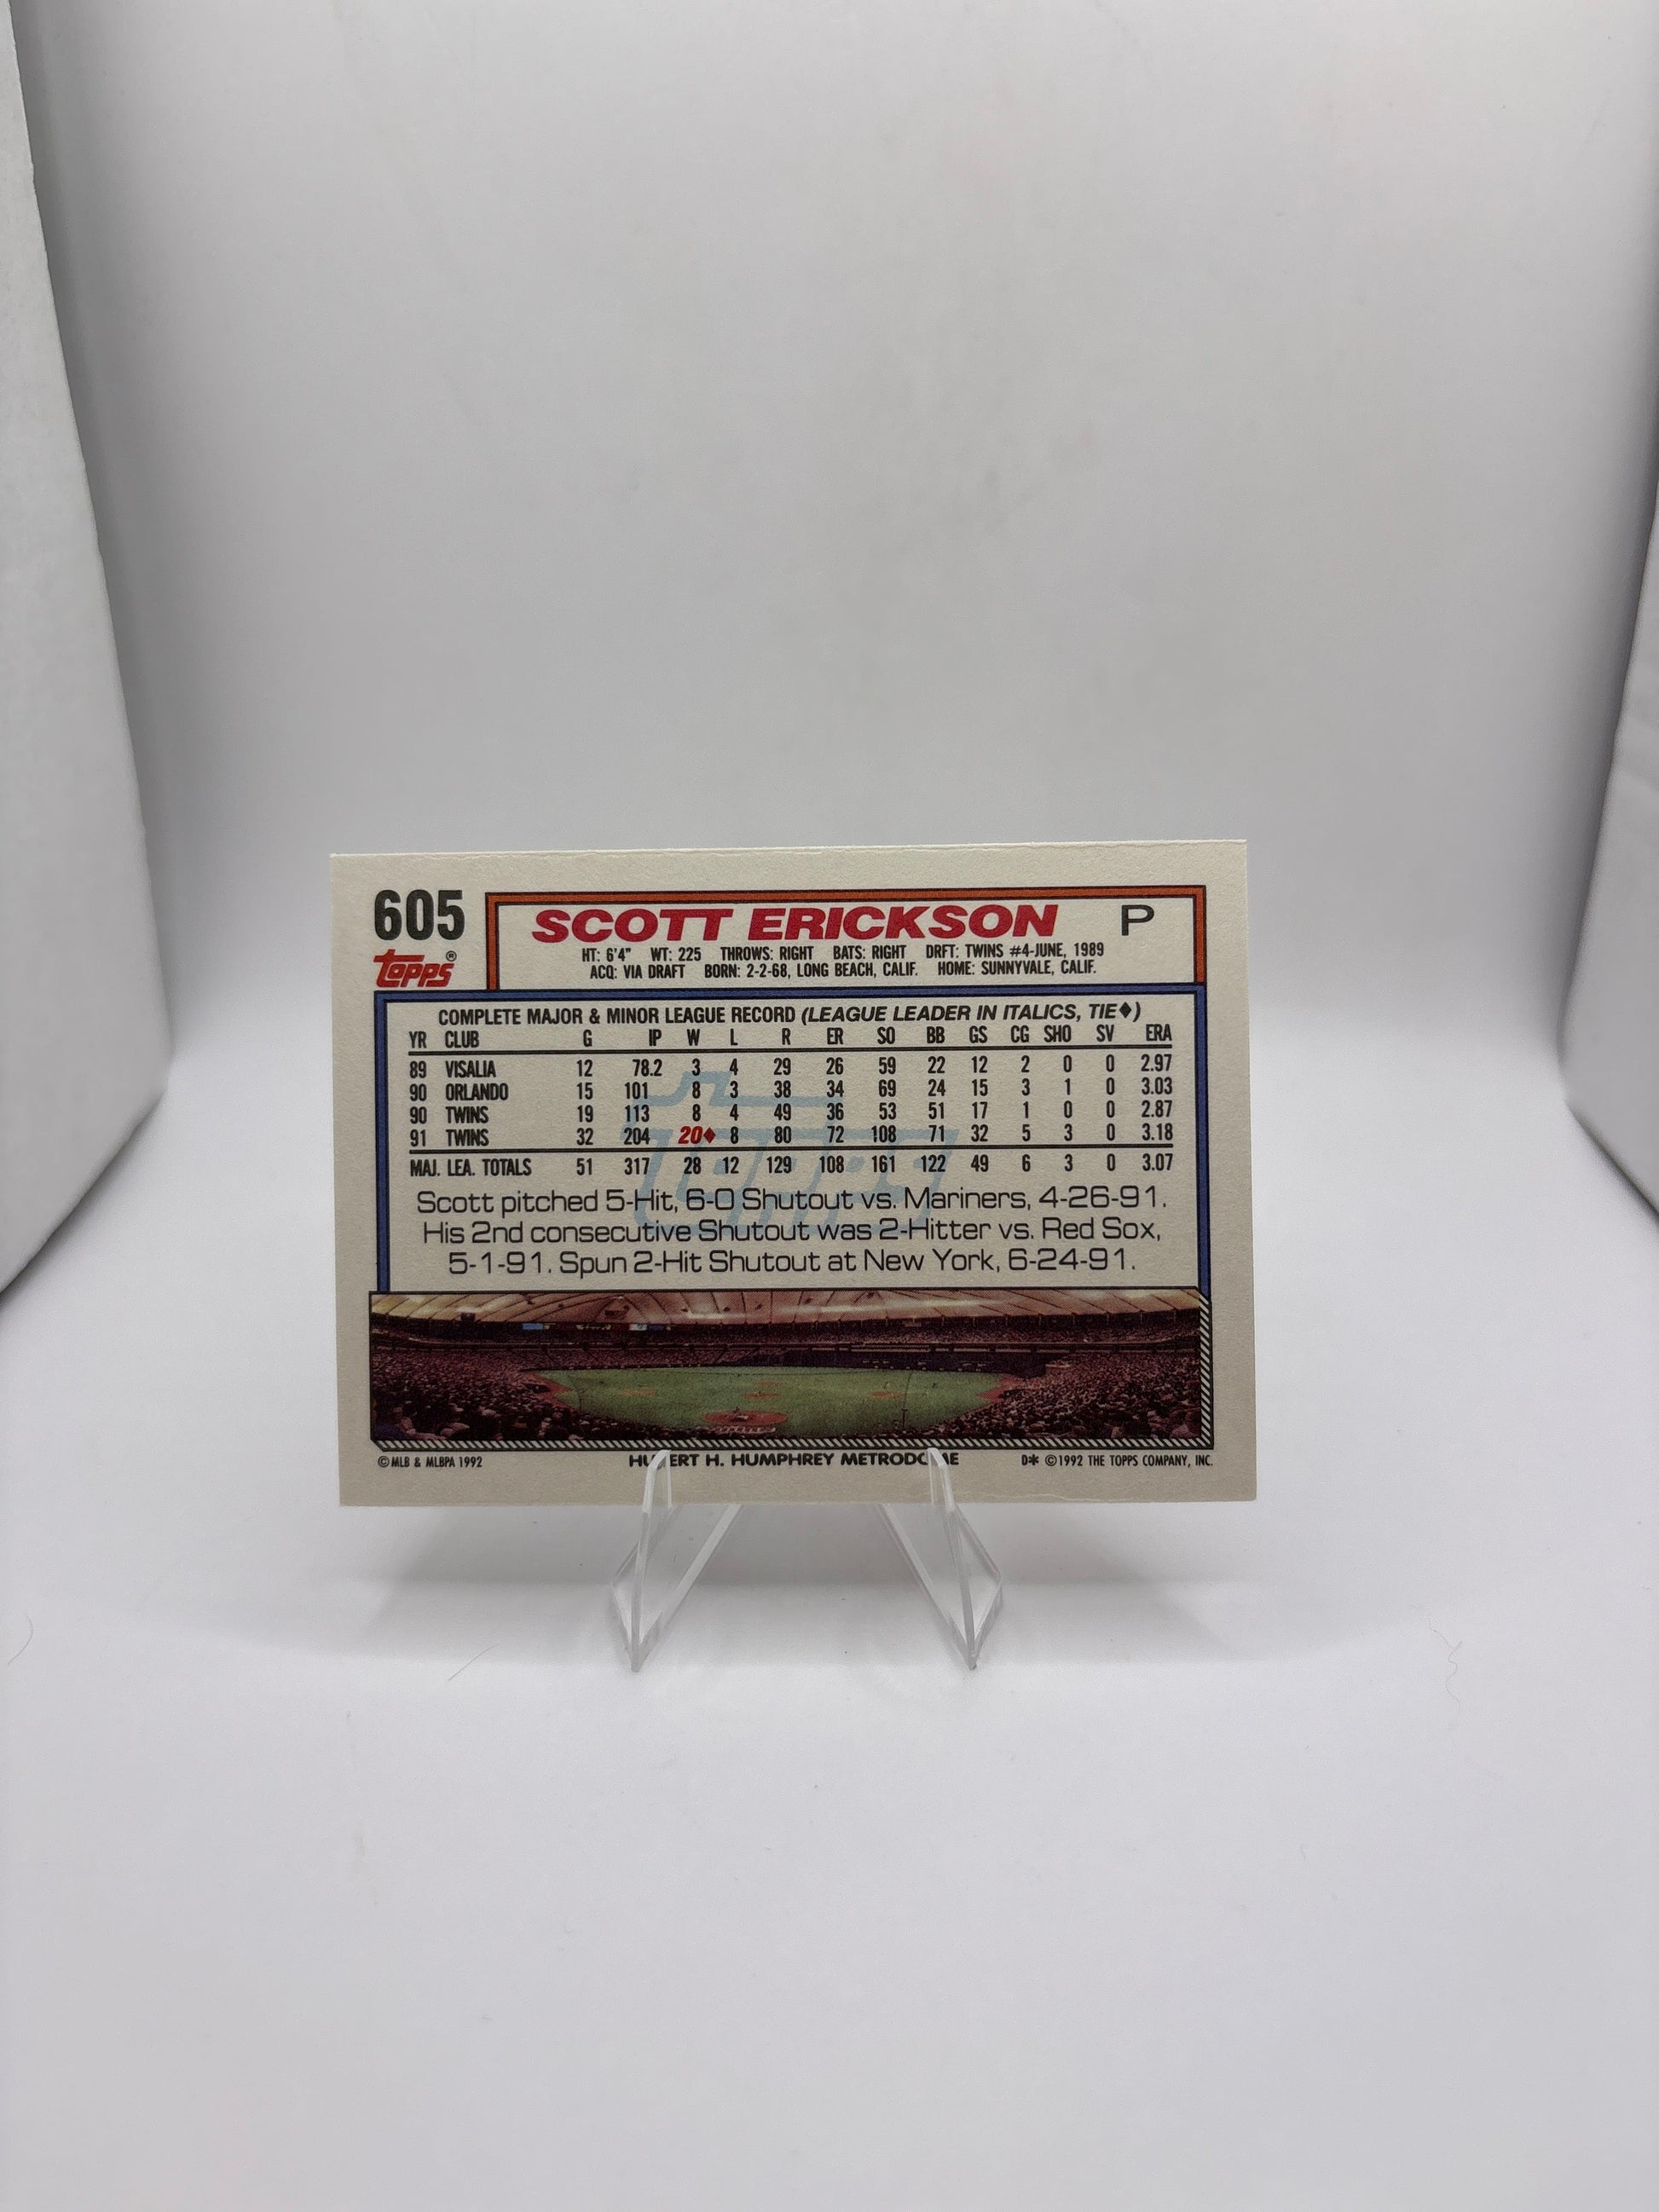 605
SCOTT ERICKSON P
Topps®
HT: 6'4" WT: 225 THROWS: RIGHT BATS: RIGHT DRFT: TWINS #4-JUNE, 1989
ACQ: VIA DRAFT BORN: 2-2-68, LONG BEACH, CALIF. HOME: SUNNYVALE, CALIF.
COMPLETE MAJOR & MINOR LEAGUE RECORD (LEAGUE LEADER IN ITALICS, TIE♦)
YR CLUB G IP W L R ER SO BB GS CG SHO SV ERA
89 VISALIA 12 78.2 3 4 29 26 59 22 12 2 0 0 2.97
90 ORLANDO 15 101 8 3 38 34 69 24 15 3 1 0 3.03
90 TWINS 19 113 8 4 49 36 53 51 17 1 0 0 2.87
91 TWINS 32 204 20♦ 8 80 72 108 71 32 5 3 0 3.18
MAJ. LEA. TOTALS 51 317 28 12 129 108 161 122 49 6 3 0 3.07
Topps
Scott pitched 5-Hit, 6-0 Shutout vs. Mariners, 4-26-91.
His 2nd consecutive Shutout was 2-Hitter vs. Red Sox,
5-1-91. Spun 2-Hit Shutout at New York, 6-24-91.
© MLB & MLBPA 1992 HUBERT H. HUMPHREY METRODOME D* © 1992 THE TOPPS COMPANY, INC.